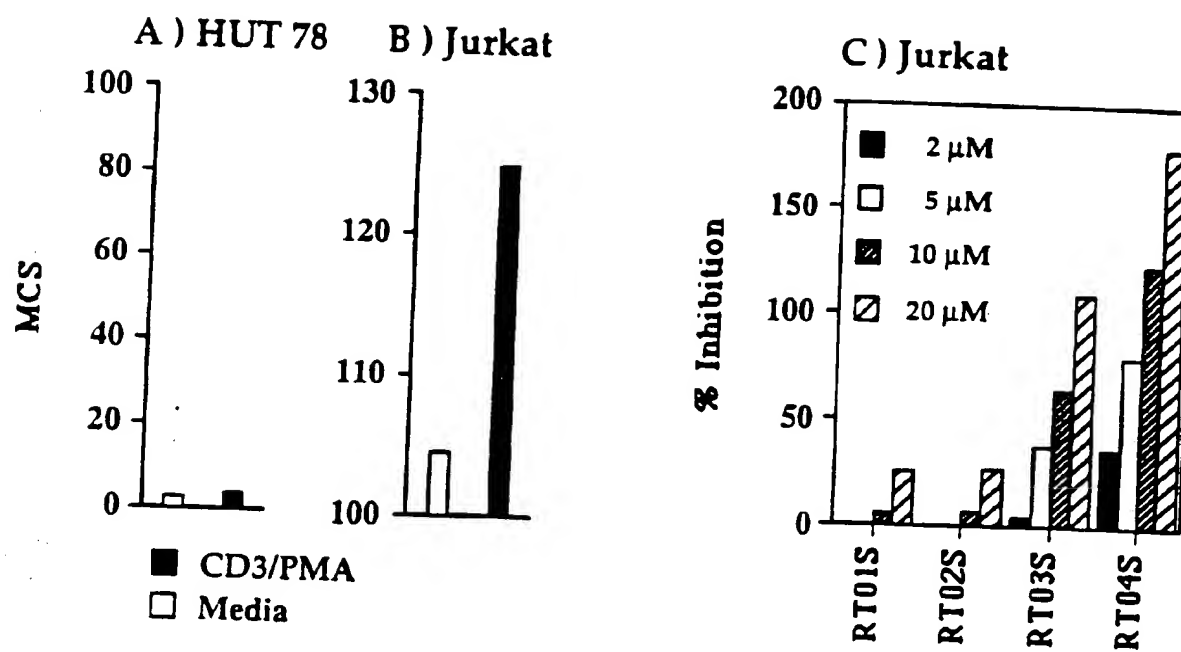 A ) HUT 78
B ) Jurkat
C ) Jurkat
MCS
100
80
60
40
20
0
130
120
110
100
CD3/PMA
Media
% Inhibition
200
150
100
50
0
2 µM
5 µM
10 µM
20 µM
RT01S
RT02S
RT03S
RT04S